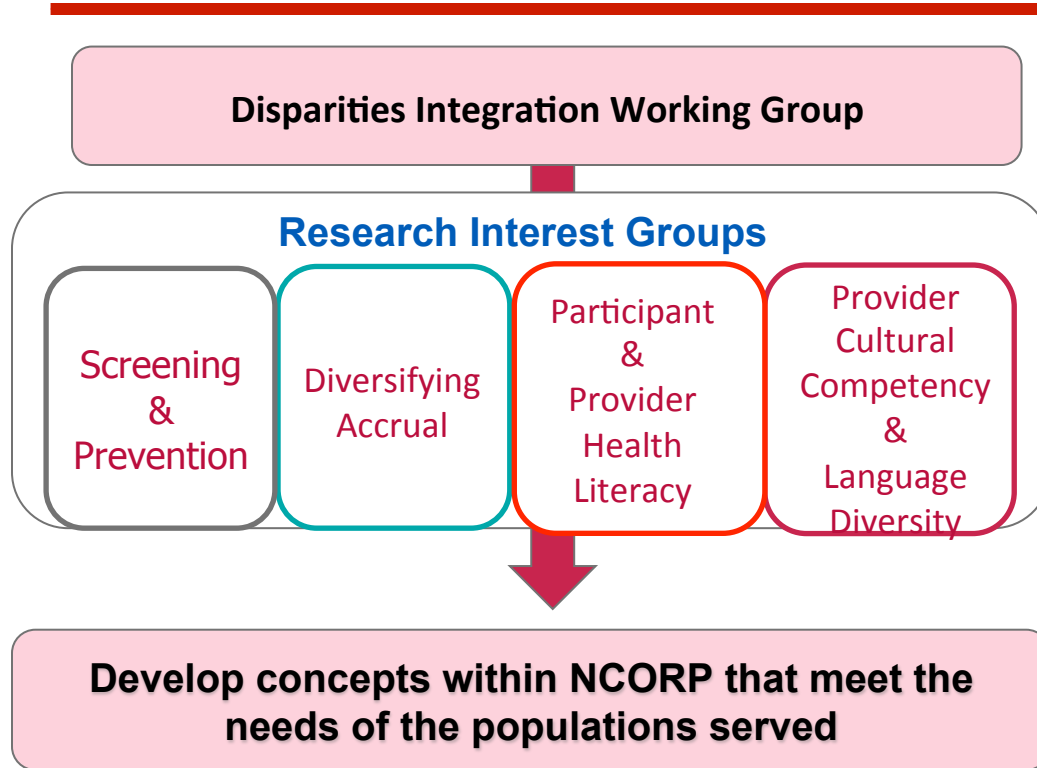 Disparities Integration Working Group
Research Interest Groups
Screening
&
Prevention
Diversifying
Accrual
Participant
&
Provider
Health
Literacy
Provider
Cultural
Competency
&
Language
Diversity
Develop concepts within NCORP that meet the
needs of the populations served